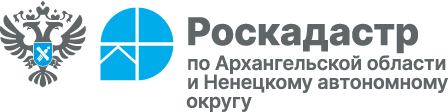 Роскадастр
по Архангельской области
и Ненецкому автономному
округу